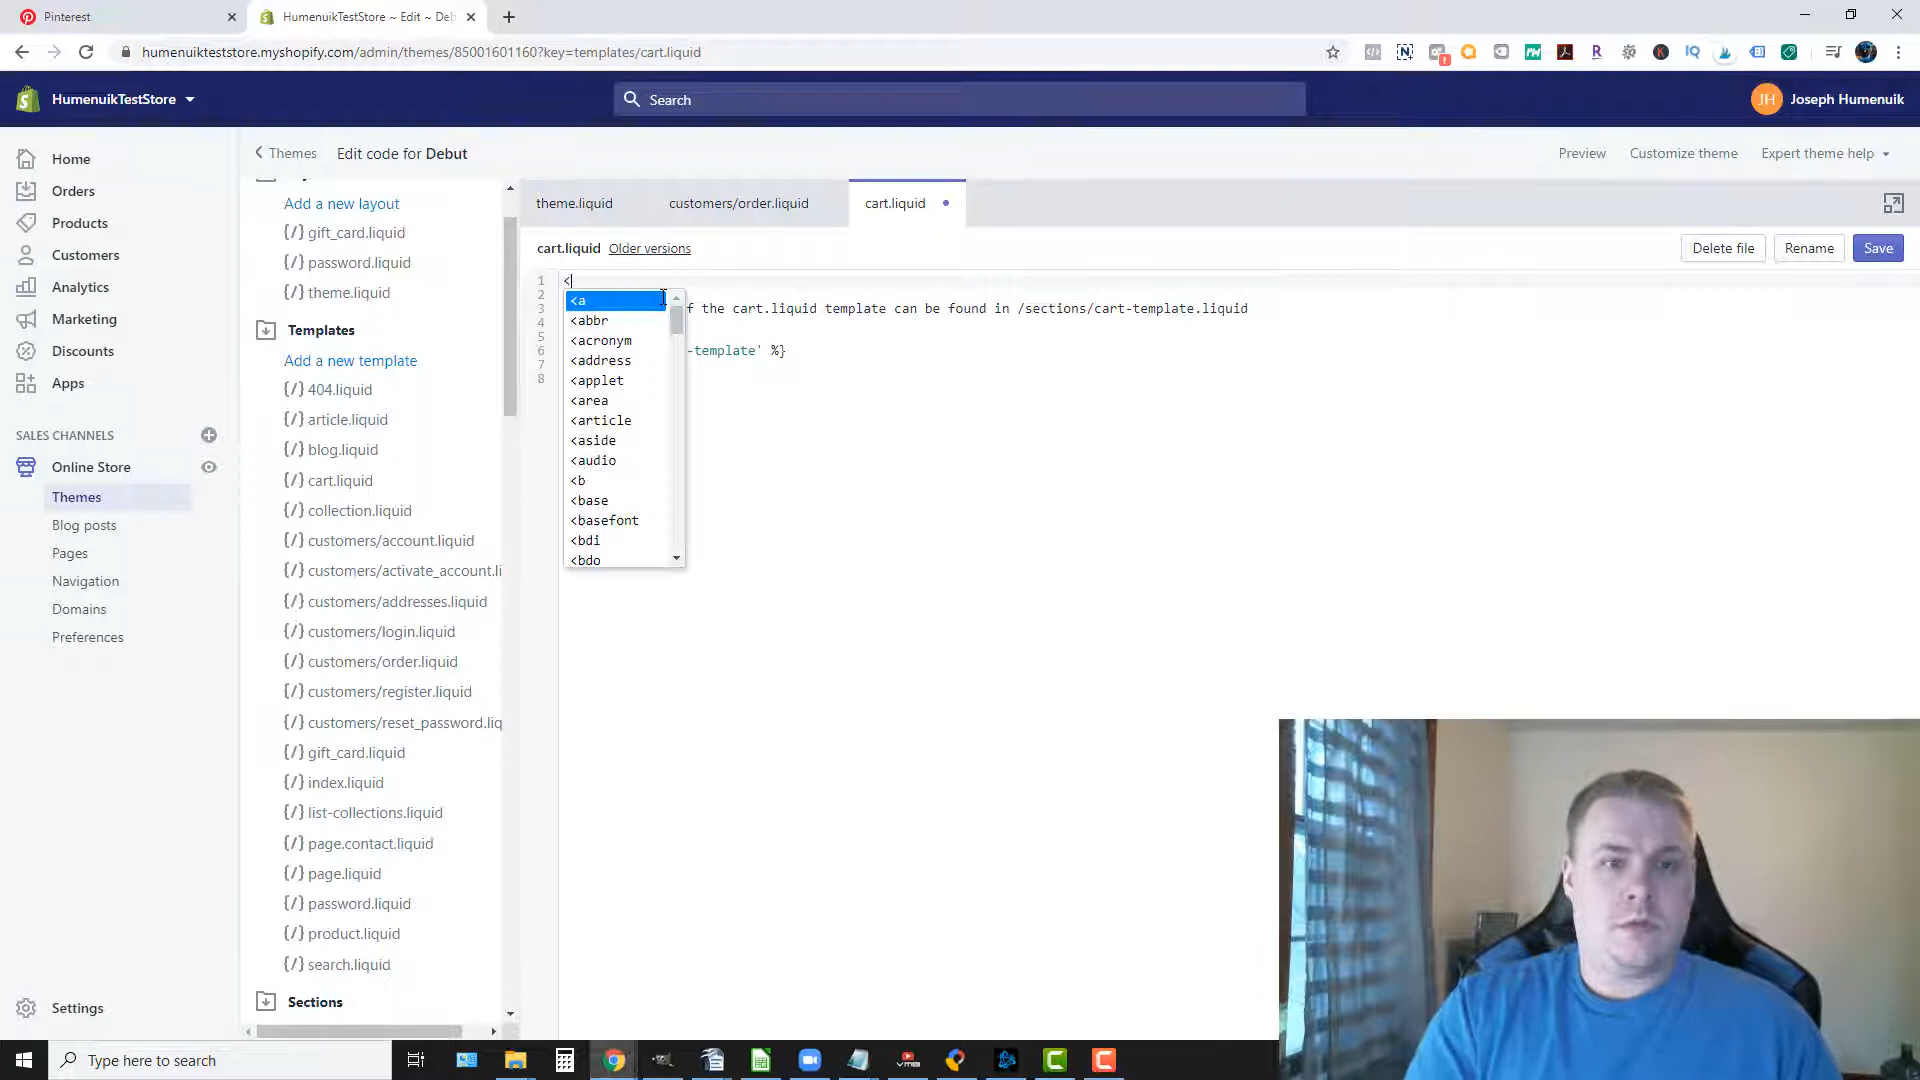 Pinterest
HumenuikTestStore ~ Edit ~ Deb
humenuikteststore.myshopify.com/admin/themes/85001601160?key=templates/cart.liquid
HumenuikTestStore
Search
JH
Joseph Humenuik
Home
Orders
Products
Customers
Analytics
Marketing
Discounts
Apps
SALES CHANNELS
Online Store
Themes
Blog posts
Pages
Navigation
Domains
Preferences
Settings
Themes
Edit code for Debut
Preview
Customize theme
Expert theme help
Add a new layout
{/} gift_card.liquid
{/} password.liquid
{/} theme.liquid
Templates
Add a new template
{/} 404.liquid
{/} article.liquid
{/} blog.liquid
{/} cart.liquid
{/} collection.liquid
{/} customers/account.liquid
{/} customers/activate_account.li
{/} customers/addresses.liquid
{/} customers/login.liquid
{/} customers/order.liquid
{/} customers/register.liquid
{/} customers/reset_password.liq
{/} gift_card.liquid
{/} index.liquid
{/} list-collections.liquid
{/} page.contact.liquid
{/} page.liquid
{/} password.liquid
{/} product.liquid
{/} search.liquid
Sections
theme.liquid
customers/order.liquid
cart.liquid
cart.liquid Older versions
Delete file
Rename
Save
1 <
2
3 f the cart.liquid template can be found in /sections/cart-template.liquid
4
5
6 -template' %}
7
8
<a
<abbr
<acronym
<address
<applet
<area
<article
<aside
<audio
<b
<base
<basefont
<bdi
<bdo
Type here to search